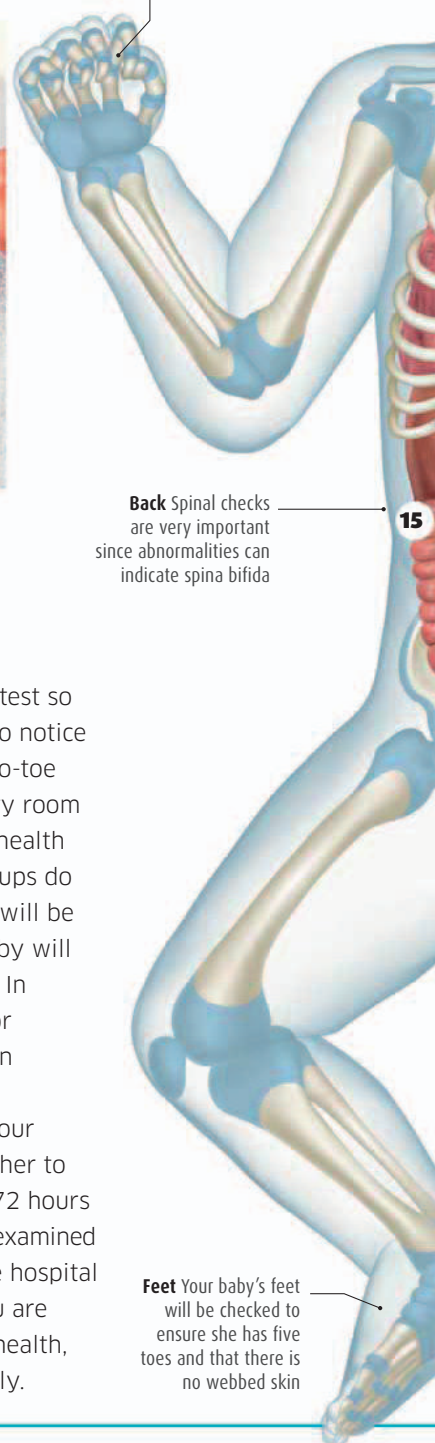 Back Spinal checks
are very important
since abnormalities can
indicate spina bifida
15
test so
o notice
o-toe
y room
health
ups do
will be
by will
In
or
n
our
her to
72 hours
examined
e hospital
u are
health,
ly.
Feet Your baby's feet
will be checked to
ensure she has five
toes and that there is
no webbed skin